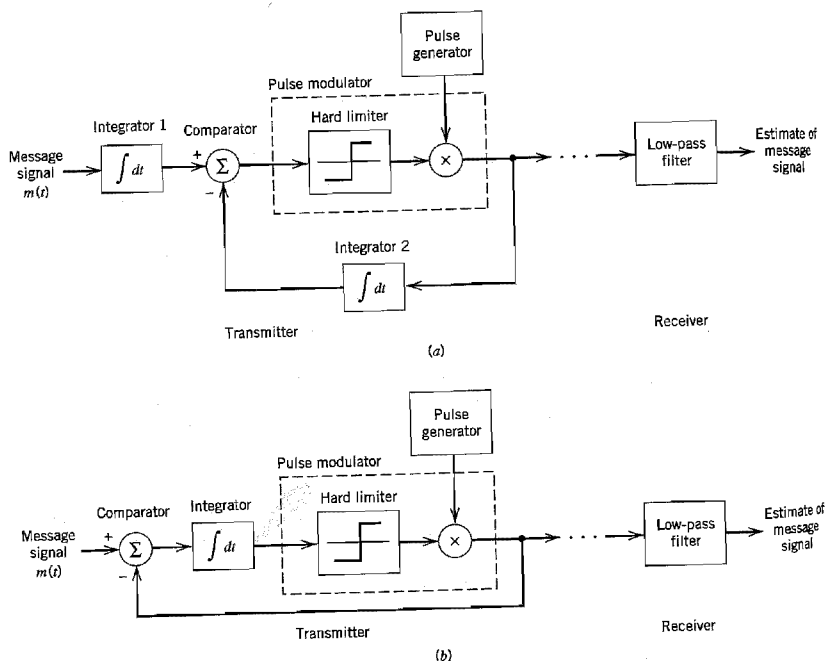 Pulse
generator
Pulse modulator
Hard limiter
Integrator 1
Comparator
Message
signal
m(t)
∫ dt
+
Σ
−
×
Low-pass
filter
Estimate of
message
signal
Integrator 2
∫ dt
Transmitter
Receiver
(a)
Pulse
generator
Pulse modulator
Hard limiter
Comparator
Integrator
Message
signal
m(t)
+
Σ
−
∫ dt
×
Low-pass
filter
Estimate of
message
signal
Transmitter
Receiver
(b)